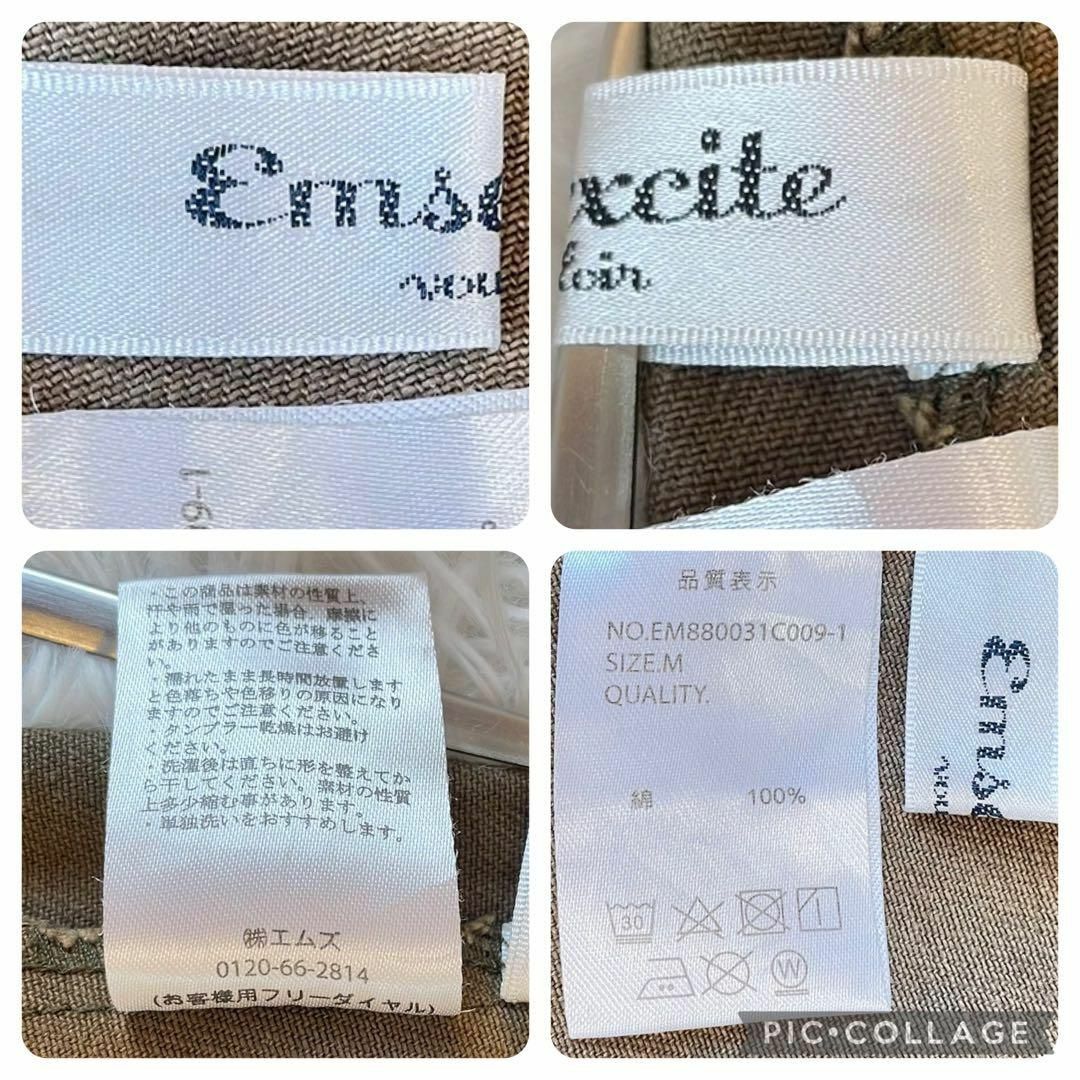 Emse
vou
1-6
xcite
loir
・この商品は素材の性質上、
汗や雨で湿った場合、摩擦に
より他のものに色が移ること
がありますのでご注意くださ
い。
・濡れたまま長時間放置します
と色落ちや色移りの原因になり
ますのでご注意ください。
・タンブラー乾燥はお避け
ください。
・洗濯後は直ちに形を整えてか
ら干してください。素材の性質
上多少縮む事があります。
・単独洗いをおすすめします。
㈱エムズ
0120-66-2814
(お客様用フリーダイヤル)
品質表示
NO.EM880031C009-1
SIZE.M
QUALITY.
綿 100%
30
W
Emse
vou
PIC•COLLAGE